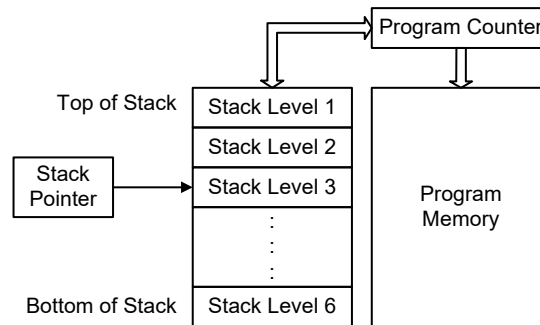 Program Counter
Top of Stack
Stack Level 1
Stack Level 2
Stack
Pointer
Stack Level 3
Program
Memory
:
:
:
Bottom of Stack
Stack Level 6